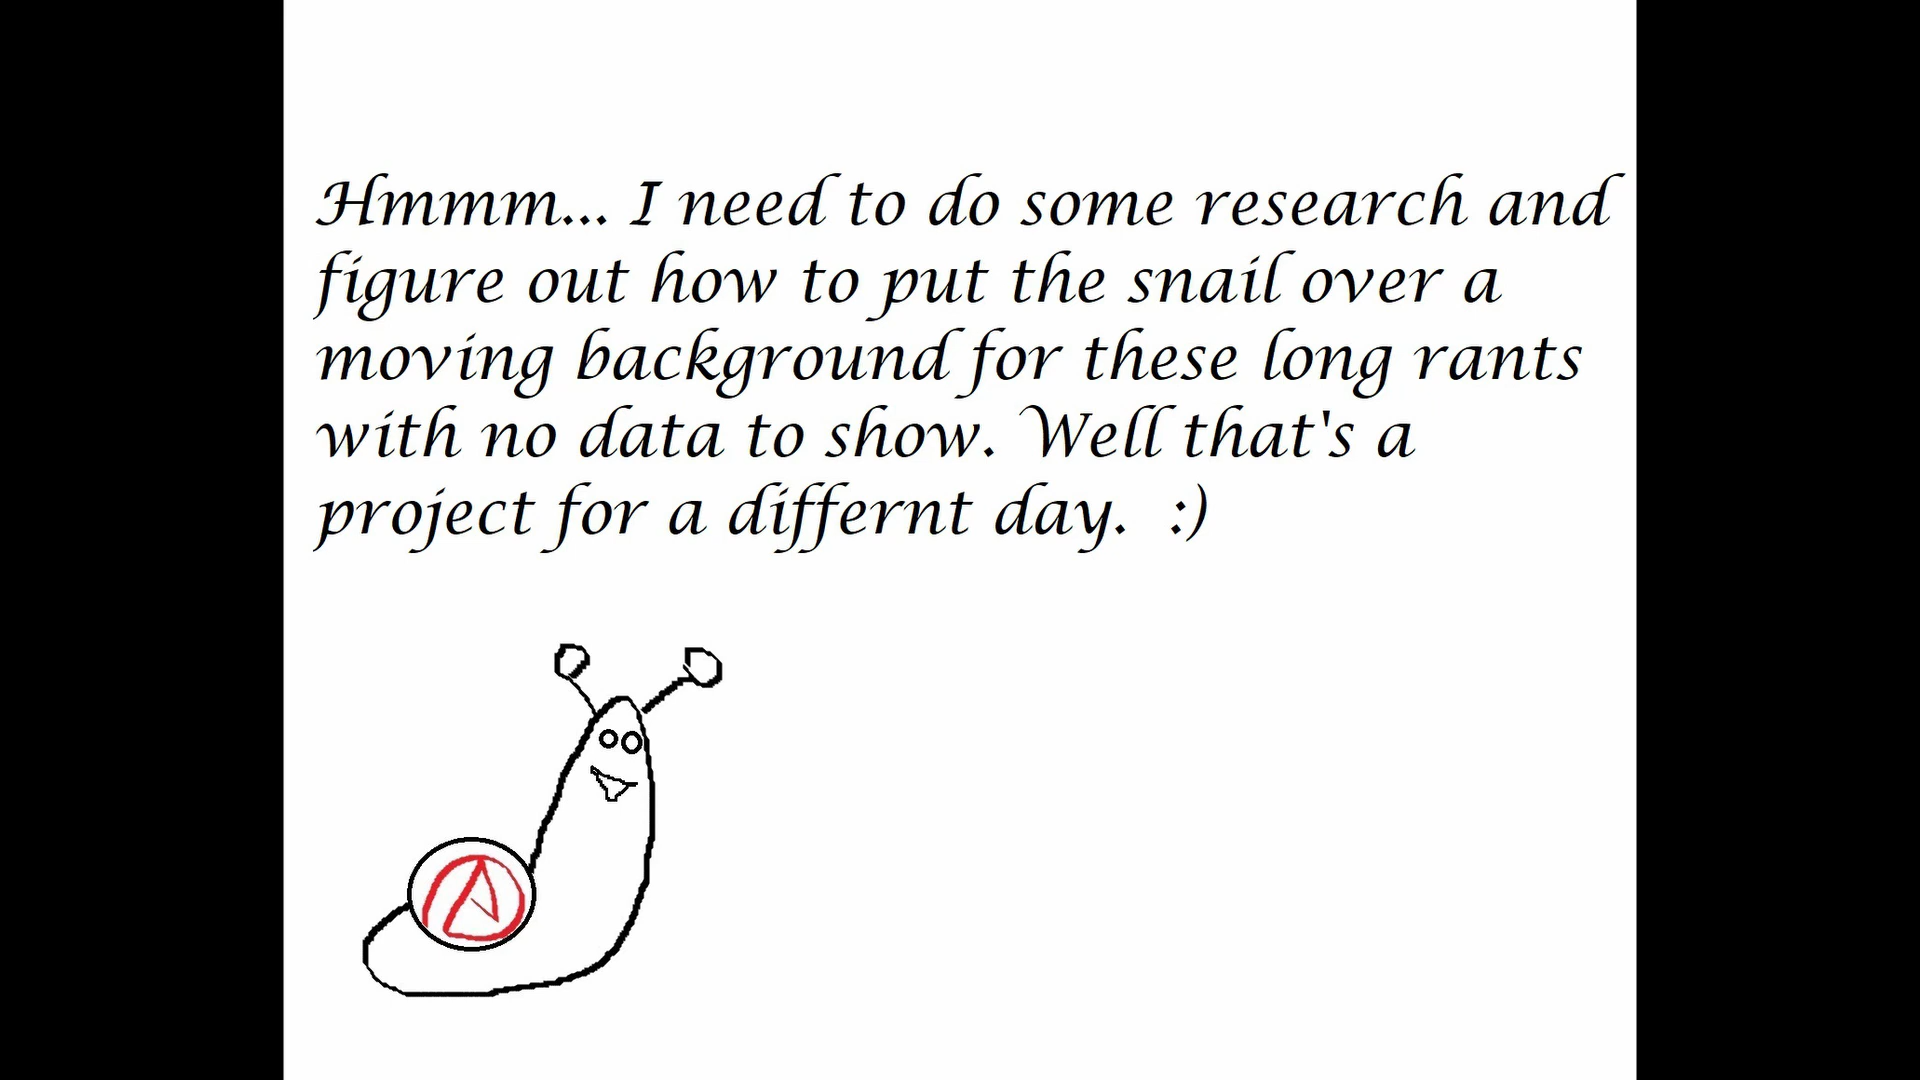 Hmmm... I need to do some research and
figure out how to put the snail over a
moving background for these long rants
with no data to show. Well that's a
project for a differnt day.  :)